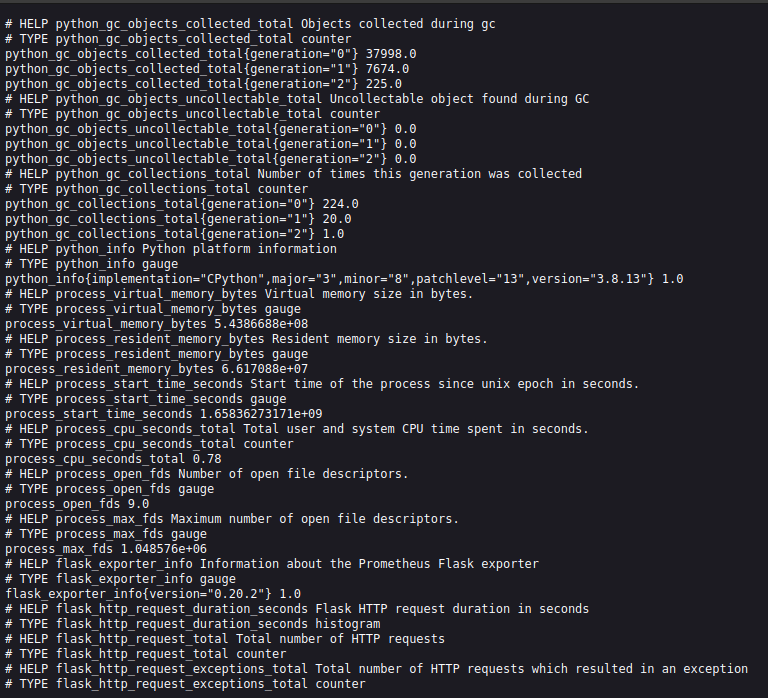 # HELP python_gc_objects_collected_total Objects collected during gc
# TYPE python_gc_objects_collected_total counter
python_gc_objects_collected_total{generation="0"} 37998.0
python_gc_objects_collected_total{generation="1"} 7674.0
python_gc_objects_collected_total{generation="2"} 225.0
# HELP python_gc_objects_uncollectable_total Uncollectable object found during GC
# TYPE python_gc_objects_uncollectable_total counter
python_gc_objects_uncollectable_total{generation="0"} 0.0
python_gc_objects_uncollectable_total{generation="1"} 0.0
python_gc_objects_uncollectable_total{generation="2"} 0.0
# HELP python_gc_collections_total Number of times this generation was collected
# TYPE python_gc_collections_total counter
python_gc_collections_total{generation="0"} 224.0
python_gc_collections_total{generation="1"} 20.0
python_gc_collections_total{generation="2"} 1.0
# HELP python_info Python platform information
# TYPE python_info gauge
python_info{implementation="CPython",major="3",minor="8",patchlevel="13",version="3.8.13"} 1.0
# HELP process_virtual_memory_bytes Virtual memory size in bytes.
# TYPE process_virtual_memory_bytes gauge
process_virtual_memory_bytes 5.4386688e+08
# HELP process_resident_memory_bytes Resident memory size in bytes.
# TYPE process_resident_memory_bytes gauge
process_resident_memory_bytes 6.617088e+07
# HELP process_start_time_seconds Start time of the process since unix epoch in seconds.
# TYPE process_start_time_seconds gauge
process_start_time_seconds 1.65836273171e+09
# HELP process_cpu_seconds_total Total user and system CPU time spent in seconds.
# TYPE process_cpu_seconds_total counter
process_cpu_seconds_total 0.78
# HELP process_open_fds Number of open file descriptors.
# TYPE process_open_fds gauge
process_open_fds 9.0
# HELP process_max_fds Maximum number of open file descriptors.
# TYPE process_max_fds gauge
process_max_fds 1.048576e+06
# HELP flask_exporter_info Information about the Prometheus Flask exporter
# TYPE flask_exporter_info gauge
flask_exporter_info{version="0.20.2"} 1.0
# HELP flask_http_request_duration_seconds Flask HTTP request duration in seconds
# TYPE flask_http_request_duration_seconds histogram
# HELP flask_http_request_total Total number of HTTP requests
# TYPE flask_http_request_total counter
# HELP flask_http_request_exceptions_total Total number of HTTP requests which resulted in an exception
# TYPE flask_http_request_exceptions_total counter